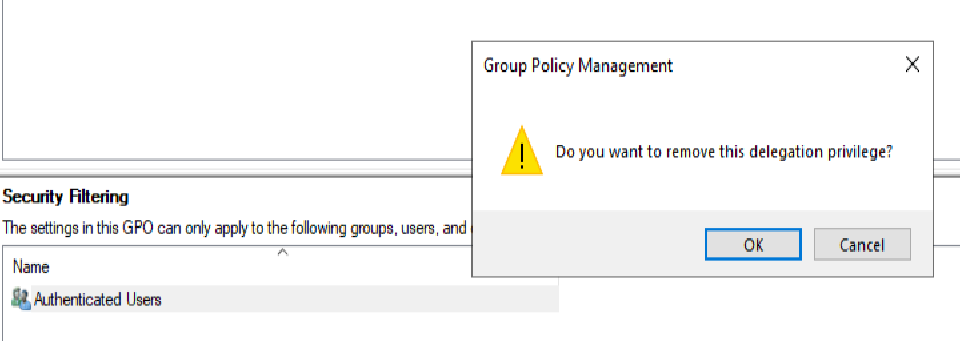 Group Policy Management
Do you want to remove this delegation privilege?
Security Filtering
The settings in this GPO can only apply to the following groups, users, and
OK Cancel
Name
Authenticated Users